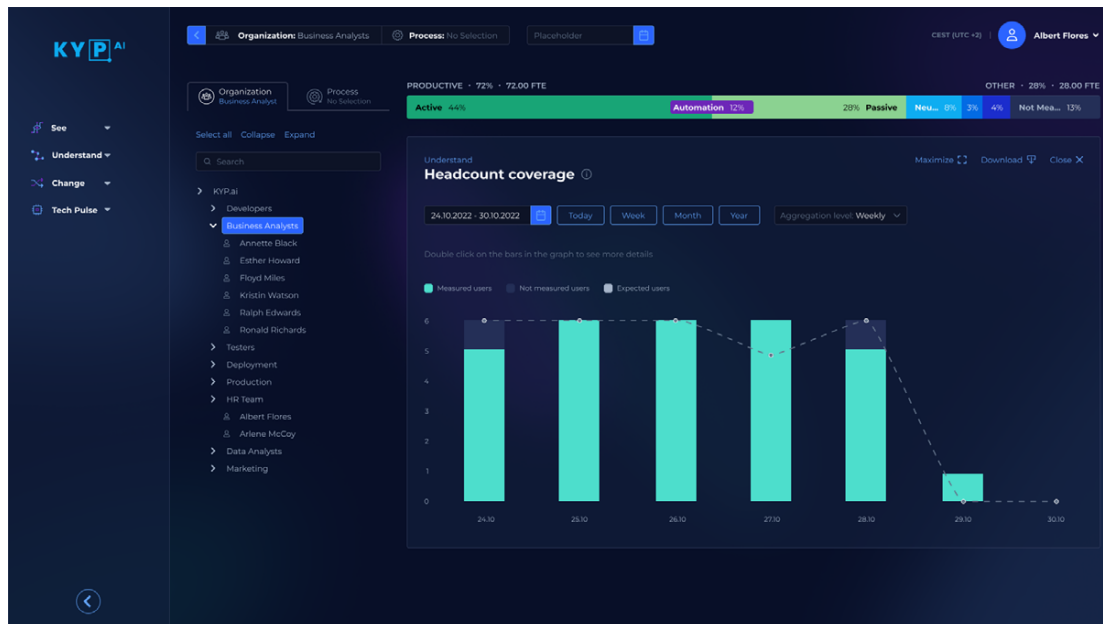 KYP AI
Organization: Business Analysts
Process: No Selection
Placeholder
CEST (UTC +2)
Albert Flores
See
Understand
Change
Tech Pulse
Organization
Business Analyst
Process
No Selection
Select all Collapse Expand
Search
KYP.ai
Developers
Business Analysts
Annette Black
Esther Howard
Floyd Miles
Kristin Watson
Ralph Edwards
Ronald Richards
Testers
Deployment
Production
HR Team
Albert Flores
Arlene McCoy
Data Analysts
Marketing
PRODUCTIVE • 72% • 72.00 FTE
OTHER • 28% • 28.00 FTE
Active 44% Automation 12% 28% Passive Neu... 8% 3% 4% Not Mea... 13%
Understand
Headcount coverage
Maximize Download Close
24.10.2022 - 30.10.2022 Today Week Month Year Aggregation level: Weekly
Double click on the bars in the graph to see more details
Measured users Not measured users Expected users
6
5
4
3
2
1
0
24.10 25.10 26.10 27.10 28.10 29.10 30.10